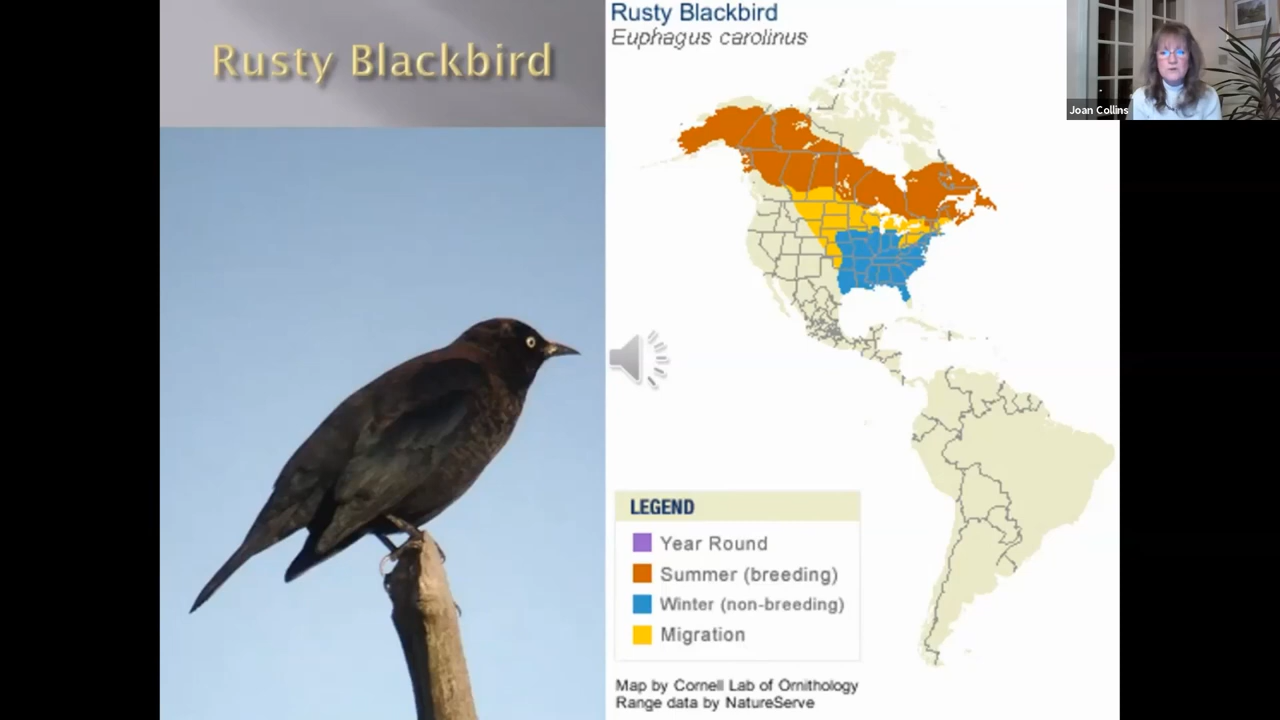 Rusty Blackbird
Rusty Blackbird
Euphagus carolinus
Joan Collins
LEGEND
Year Round
Summer (breeding)
Winter (non-breeding)
Migration
Map by Cornell Lab of Ornithology
Range data by NatureServe